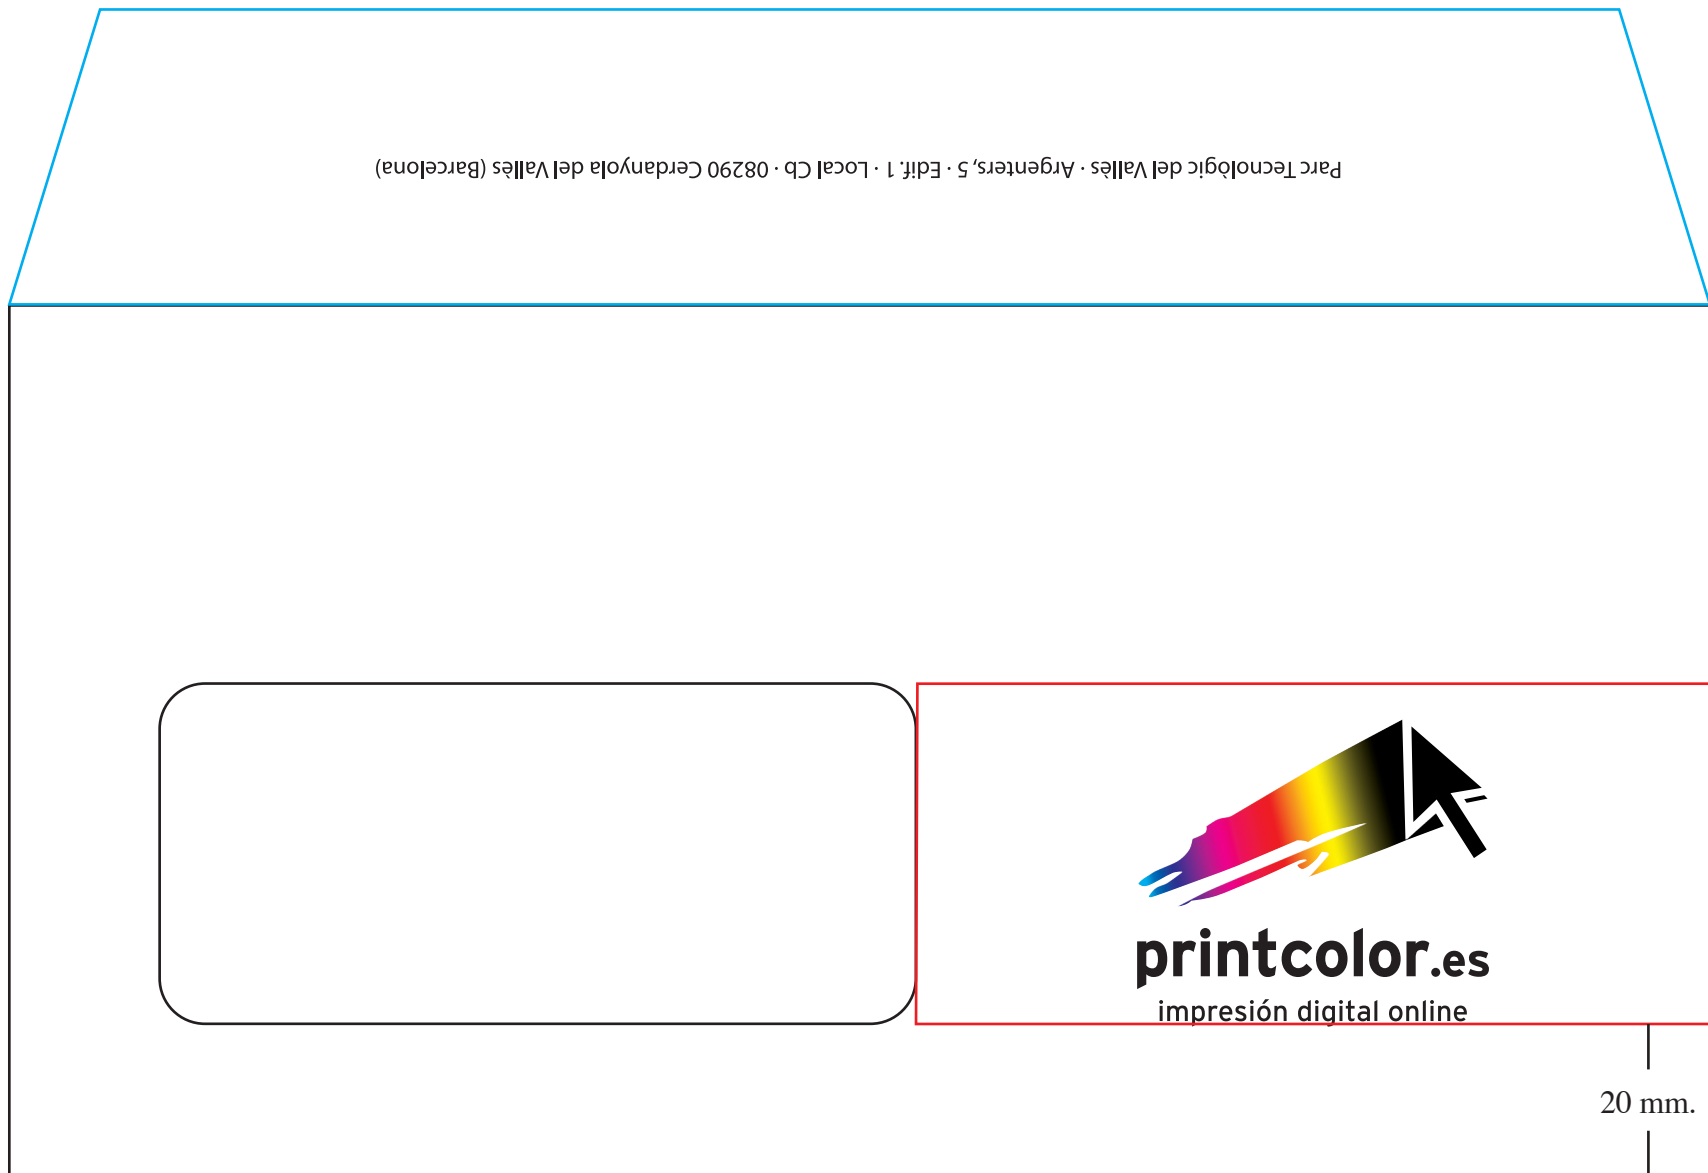 Parc Tecnològic del Vallès · Argenters, 5 · Edif. 1 · Local Cb · 08290 Cerdanyola del Vallès (Barcelona)
printcolor.es
impresión digital online
20 mm.